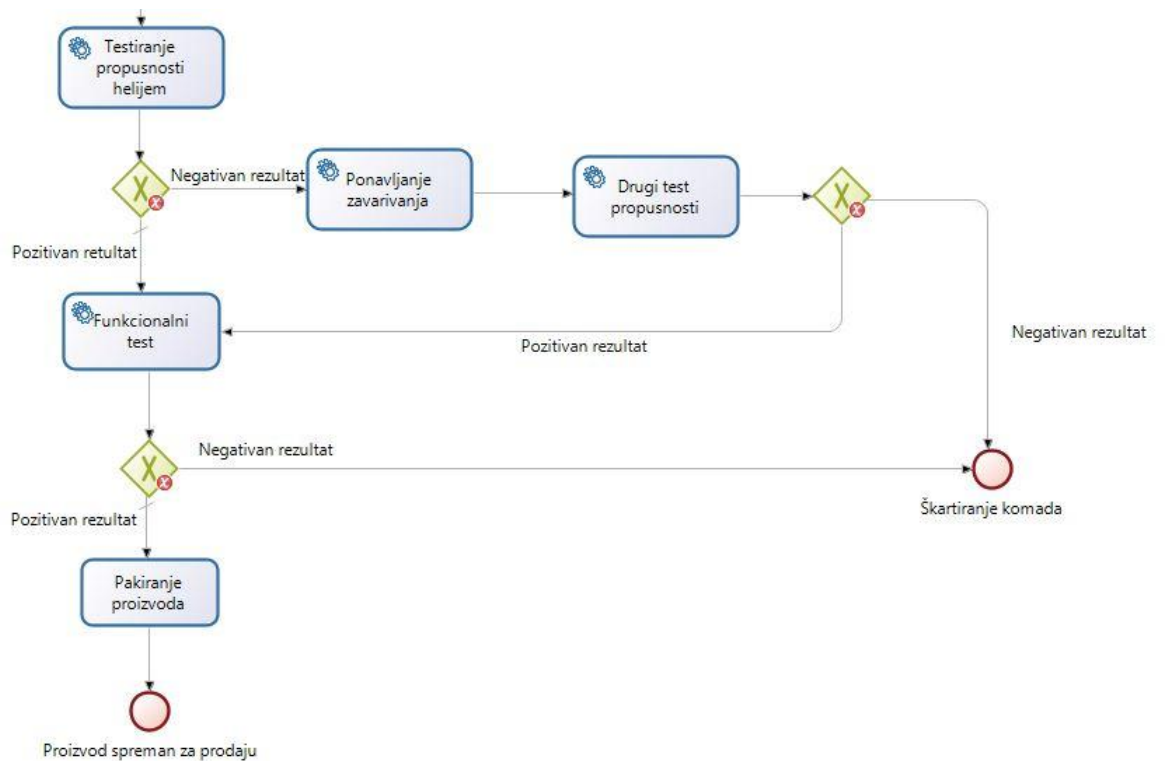 Testiranje
propusnosti
helijem
Negativan rezultat
Ponavljanje
zavarivanja
Drugi test
propusnosti
Pozitivan retultat
Funkcionalni
test
Pozitivan rezultat
Negativan rezultat
Negativan rezultat
Škartiranje komada
Pozitivan rezultat
Pakiranje
proizvoda
Proizvod spreman za prodaju